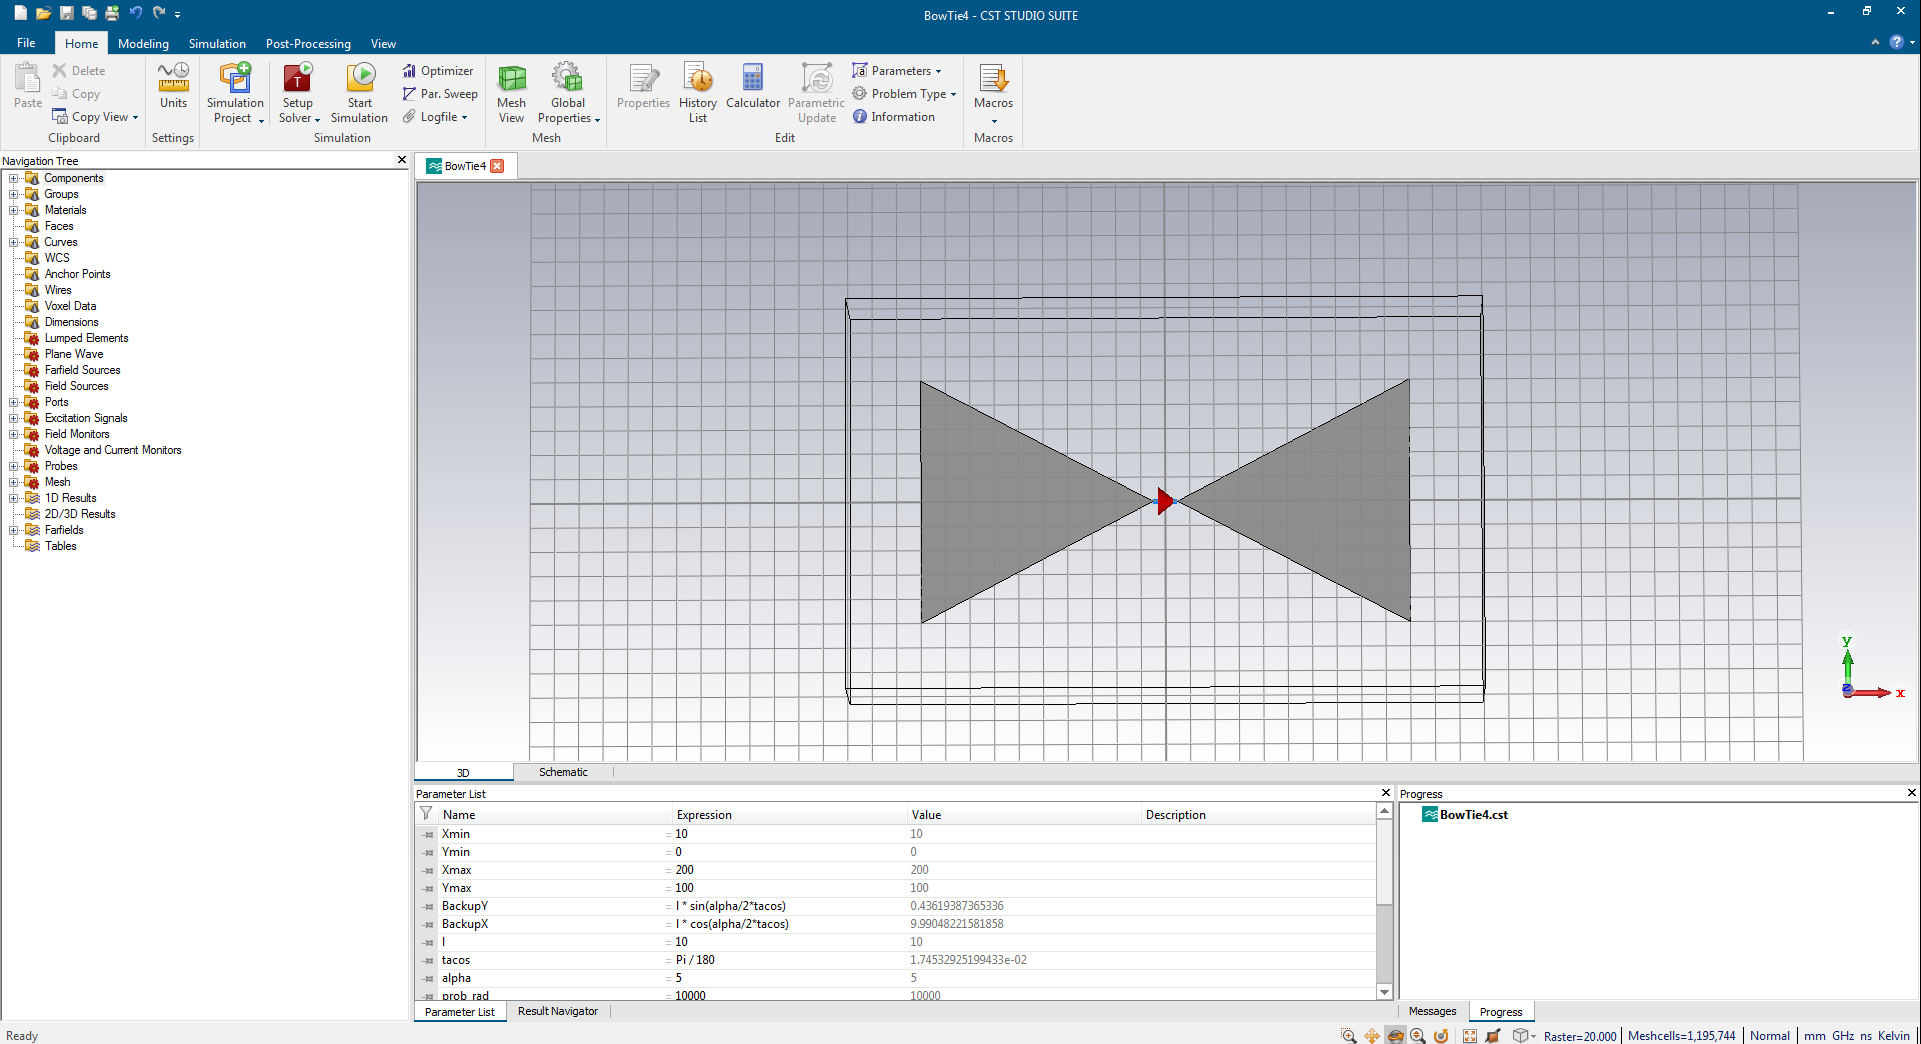 BowTie4 - CST STUDIO SUITE
File Home Modeling Simulation Post-Processing View
Paste
Delete
Copy
Copy View
Clipboard
Units
Settings
Simulation Project
Setup Solver
Start Simulation
Optimizer
Par. Sweep
Logfile
Simulation
Mesh View
Global Properties
Mesh
Properties
History List
Calculator
Parametric Update
Parameters
Problem Type
Information
Edit
Macros
Macros
Navigation Tree
Components
Groups
Materials
Faces
Curves
WCS
Anchor Points
Wires
Voxel Data
Dimensions
Lumped Elements
Plane Wave
Farfield Sources
Field Sources
Ports
Excitation Signals
Field Monitors
Voltage and Current Monitors
Probes
Mesh
1D Results
2D/3D Results
Farfields
Tables
BowTie4
y
z
x
3D Schematic
Parameter List
Name Expression Value Description
Xmin = 10 10
Ymin = 0 0
Xmax = 200 200
Ymax = 100 100
BackupY = l * sin(alpha/2*tacos) 0.43619387365336
BackupX = l * cos(alpha/2*tacos) 9.99048221581858
l = 10 10
tacos = Pi / 180 1.74532925199433e-02
alpha = 5 5
prob_rad = 10000 10000
Parameter List Result Navigator
Progress
BowTie4.cst
Messages Progress
Ready
Raster=20.000 Meshcells=1,195,744 Normal mm GHz ns Kelvin